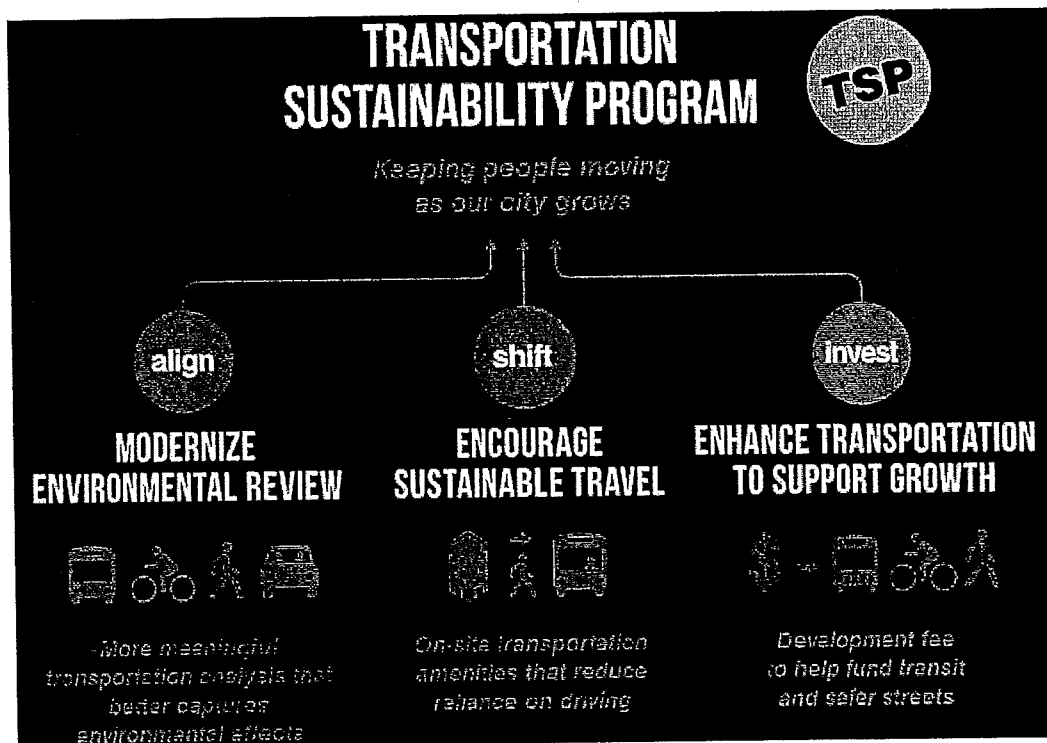 TRANSPORTATION
SUSTAINABILITY PROGRAM
TSP
Keeping people moving
as our city grows
align
shift
invest
MODERNIZE
ENVIRONMENTAL REVIEW
ENCOURAGE
SUSTAINABLE TRAVEL
ENHANCE TRANSPORTATION
TO SUPPORT GROWTH
More meaningful
transportation analysis that
better captures
environmental effects
On-site transportation
amenities that reduce
reliance on driving
Development fee
to help fund transit
and safer streets